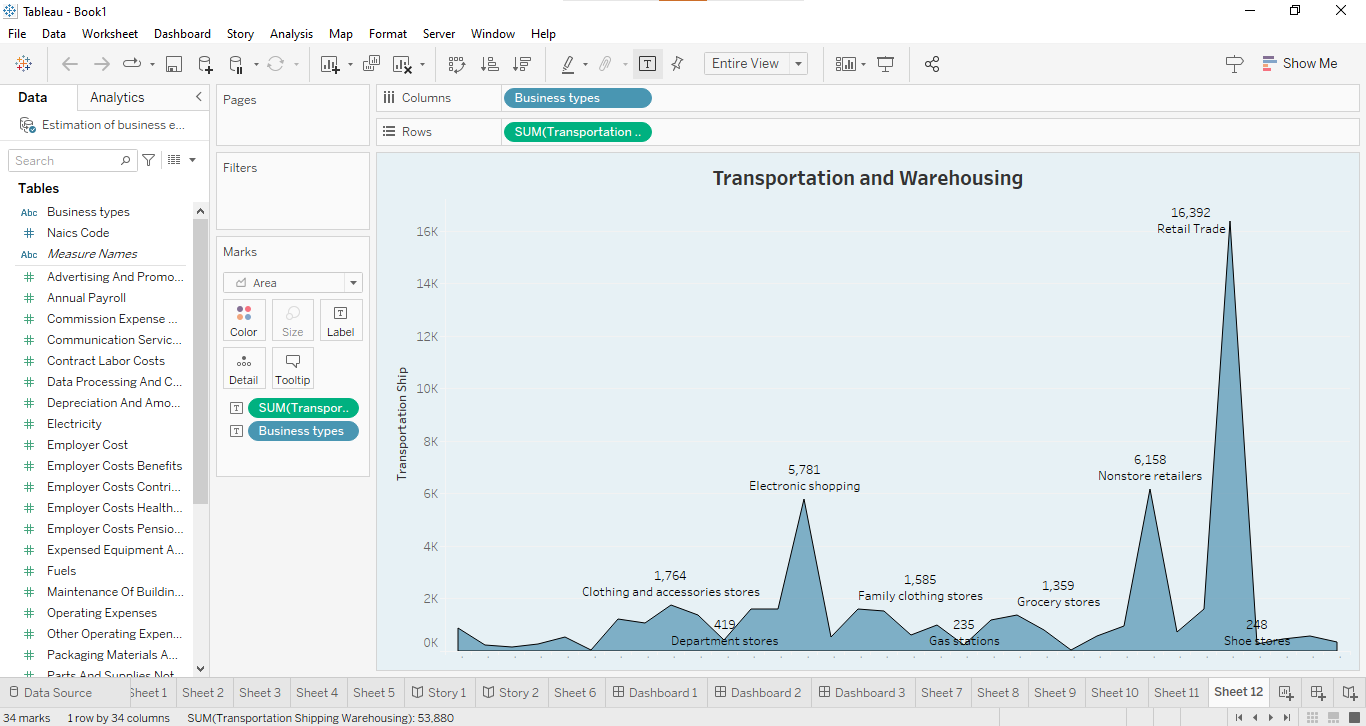 Tableau - Book1
File Data Worksheet Dashboard Story Analysis Map Format Server Window Help
Entire View
Show Me
Data Analytics
Estimation of business e...
Search
Tables
Abc Business types
# Naics Code
Abc Measure Names
# Advertising And Promo...
# Annual Payroll
# Commission Expense ...
# Communication Servic...
# Contract Labor Costs
# Data Processing And C...
# Depreciation And Amo...
# Electricity
# Employer Cost
# Employer Costs Benefits
# Employer Costs Contri...
# Employer Costs Health...
# Employer Costs Pensio...
# Expensed Equipment A...
# Fuels
# Maintenance Of Buildin...
# Operating Expenses
# Other Operating Expen...
# Packaging Materials A...
# Parts And Supplies Not
Pages
Filters
Marks
Area
Color Size Label
Detail Tooltip
T SUM(Transpor..
T Business types
Columns Business types
Rows SUM(Transportation ..
Transportation and Warehousing
Transportation Ship
16K
14K
12K
10K
8K
6K
4K
2K
0K
16,392
Retail Trade
6,158
Nonstore retailers
5,781
Electronic shopping
1,764
Clothing and accessories stores
1,585
Family clothing stores
1,359
Grocery stores
419
Department stores
235
Gas stations
248
Shoe stores
Data Source Sheet 1 Sheet 2 Sheet 3 Sheet 4 Sheet 5 Story 1 Story 2 Sheet 6 Dashboard 1 Dashboard 2 Dashboard 3 Sheet 7 Sheet 8 Sheet 9 Sheet 10 Sheet 11 Sheet 12
34 marks 1 row by 34 columns SUM(Transportation Shipping Warehousing): 53,880